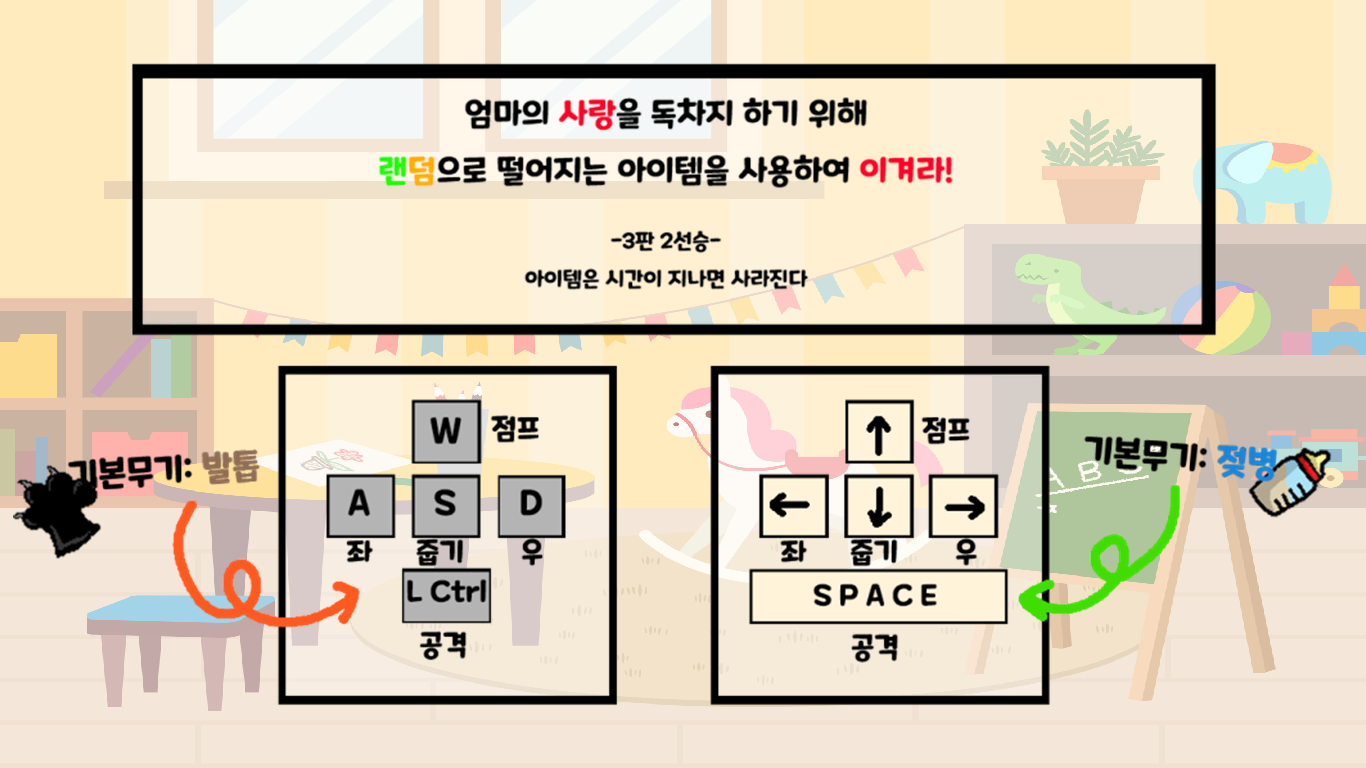 엄마의 사랑을 독차지 하기 위해
랜덤으로 떨어지는 아이템을 사용하여 이겨라!
-3판 2선승-
아이템은 시간이 지나면 사라진다
기본무기: 발톱
W 점프
A S D
좌 줍기 우
L Ctrl
공격
↑ 점프
← ↓ →
좌 줍기 우
SPACE
공격
기본무기: 젖병
A B S